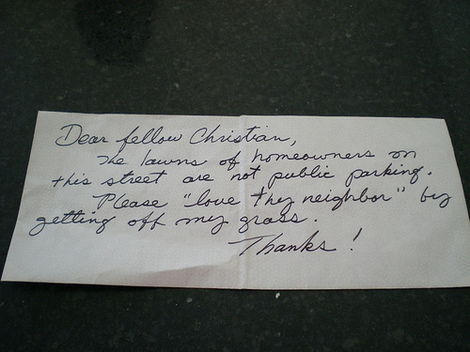 Dear fellow Christian,
The lawns of homeowners on
this street are not public parking.
Please "love thy neighbor" by
getting off my grass.
Thanks!